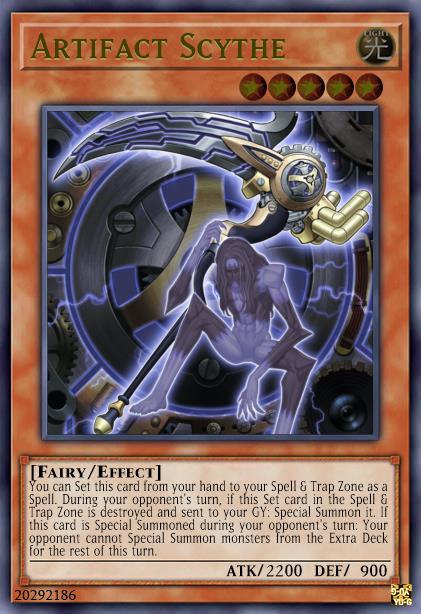 Artifact Scythe
LIGHT
光
[Fairy/Effect]
You can Set this card from your hand to your Spell & Trap Zone as a
Spell. During your opponent's turn, if this Set card in the Spell &
Trap Zone is destroyed and sent to your GY: Special Summon it. If
this card is Special Summoned during your opponent's turn: Your
opponent cannot Special Summon monsters from the Extra Deck
for the rest of this turn.
ATK/2200 DEF/ 900
20292186